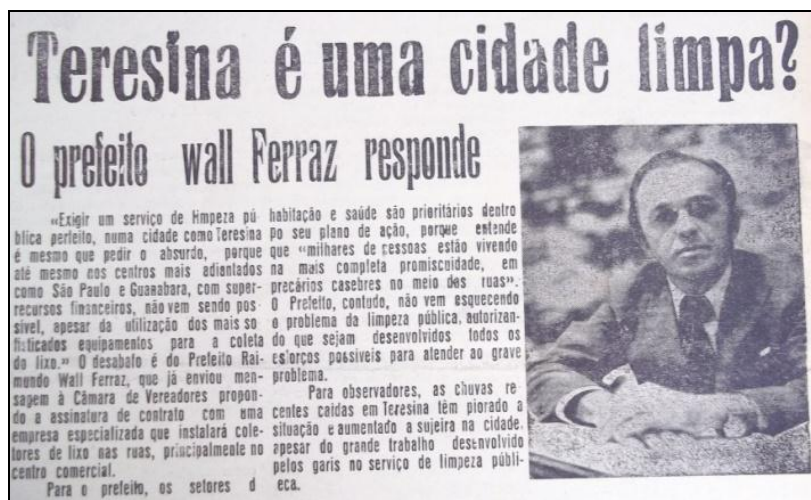 Teresina é uma cidade limpa?
O prefeito wall Ferraz responde
«Exigir um serviço de limpeza pú-
blica perfeito, numa cidade como Teresina
é mesmo que pedir o absurdo, porque
até mesmo nos centros mais adiantados
como São Paulo e Guanabara, com super-
recursos financeiros, não vem sendo pos
sivel, apesar da utilização dos mais so
fisticados equipamentos para a coleta
do lixo.» O desabafo é do Prefeito Rai-
mundo Wall Ferraz, que já enviou men-
sagem à Câmara de Vereadores propon-
do a assinatura de contrato com uma
empresa especializada que instalará cole-
tores de lixo nas ruas, principalmente no
centro comercial.
Para o prefeito, os setores d
habitação e saúde são prioritários dentro
po seu plano de ação, porque entende
que «milhares de pessoas estão vivendo
na mais completa promiscuidade, em
precários casebres no meio das ruas».
O Prefeito, contudo, não vem esquecendo
o problema da limpeza pública, autorizan-
do que sejam desenvolvidos todos os
esforços possiveis para atender ao grave
problema.
Para observadores, as chuvas re
centes caidas em Teresina têm piorado a
situação e aumentado a sujeira na cidade,
apesar do grande trabalho desenvolvido
pelos garis no serviço de limpeza públi-
eca.